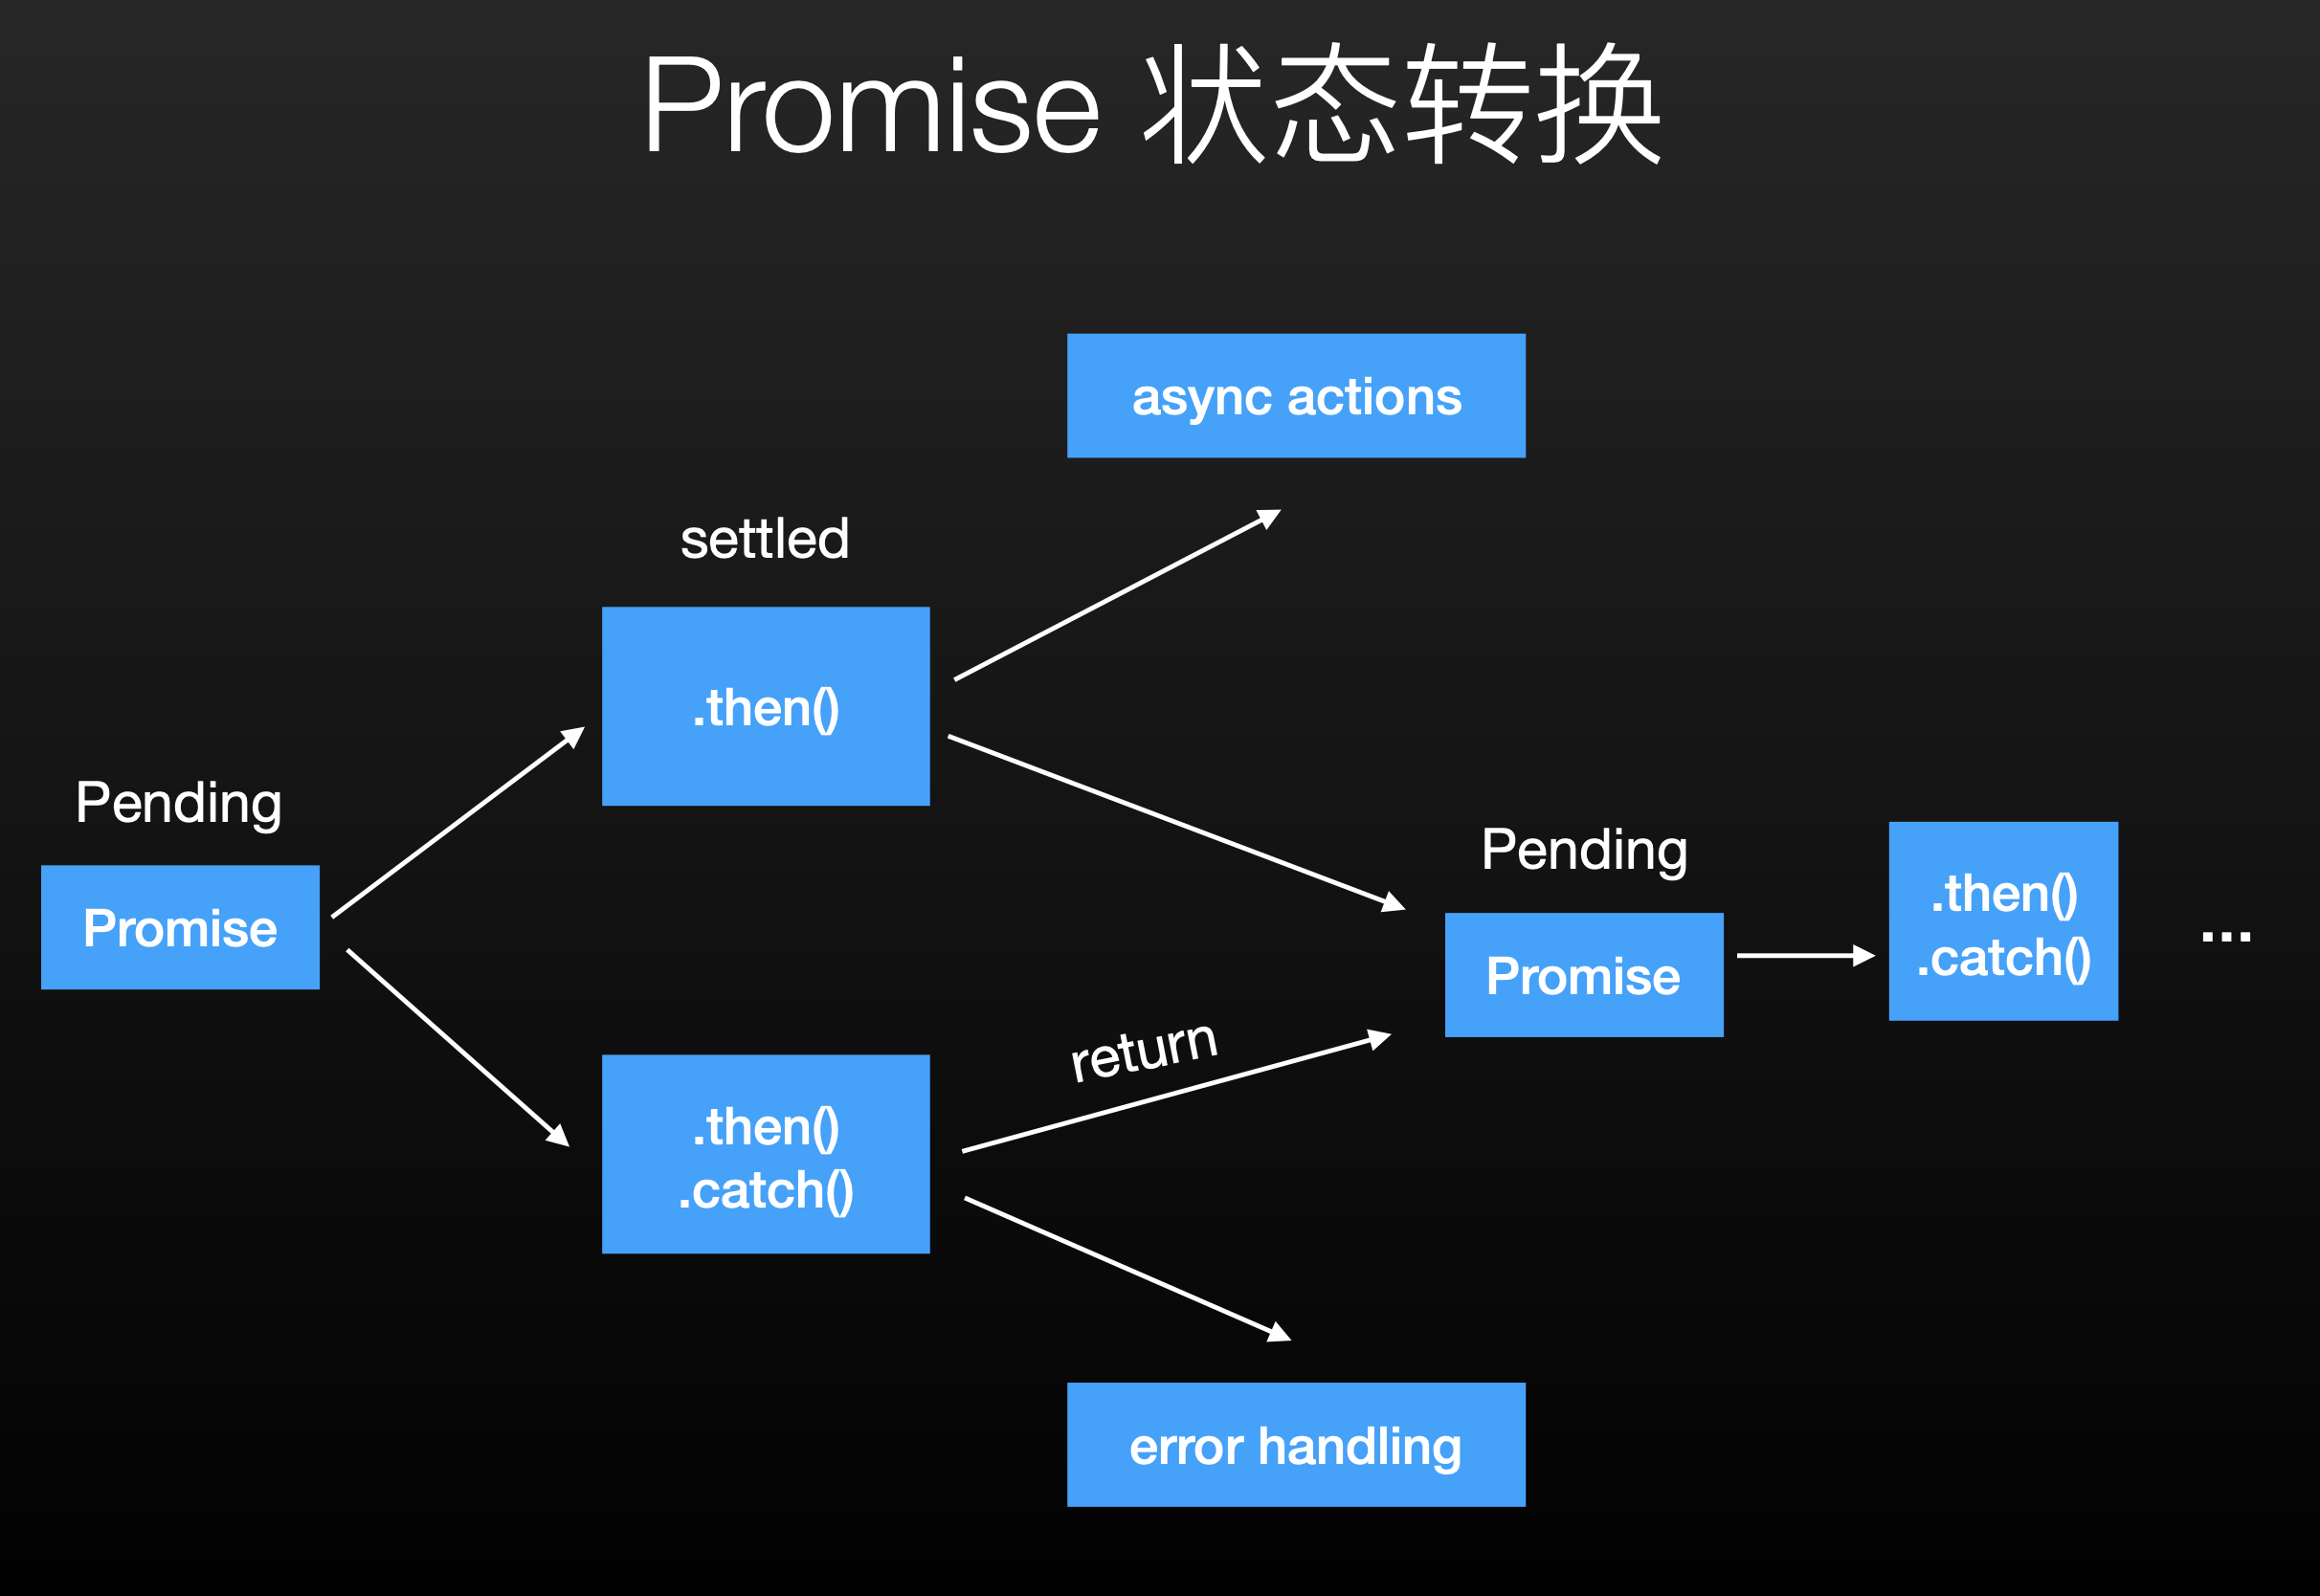 Promise 状态转换
async actions
settled
.then()
Pending
Promise
Pending
Promise
.then()
.catch()
...
return
.then()
.catch()
error handling